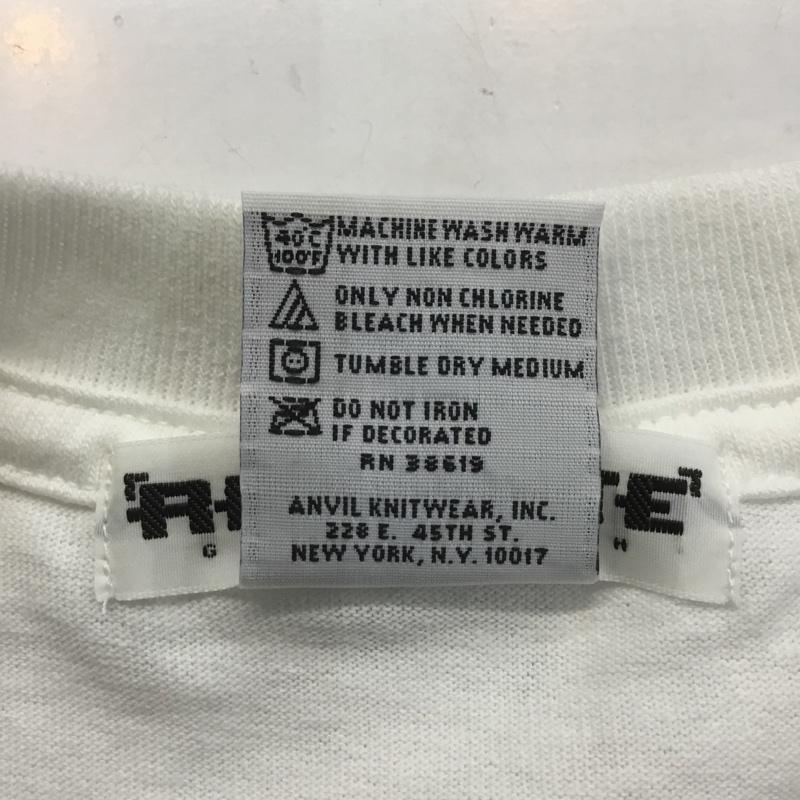 40°C
100°F
MACHINE WASH WARM
WITH LIKE COLORS
ONLY NON CHLORINE
BLEACH WHEN NEEDED
TUMBLE DRY MEDIUM
DO NOT IRON
IF DECORATED
RN 38619
ANVIL KNITWEAR, INC.
228 E. 45TH ST.
NEW YORK, N.Y. 10017
G
H